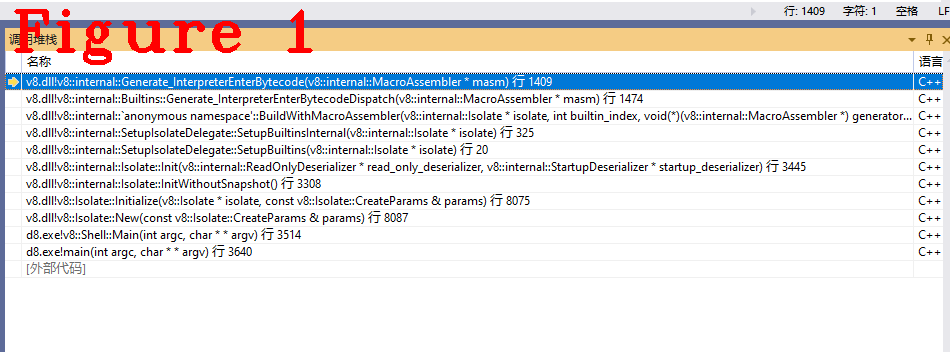 行: 1409 字符: 1 空格 LF
Figure 1
调用堆栈
名称 语言
v8.dll!v8::internal::Generate_InterpreterEnterBytecode(v8::internal::MacroAssembler * masm) 行 1409 C++
v8.dll!v8::internal::Builtins::Generate_InterpreterEnterBytecodeDispatch(v8::internal::MacroAssembler * masm) 行 1474 C++
v8.dll!v8::internal::`anonymous namespace'::BuildWithMacroAssembler(v8::internal::Isolate * isolate, int builtin_index, void(*)(v8::internal::MacroAssembler *) generator... C++
v8.dll!v8::internal::SetupIsolateDelegate::SetupBuiltinsInternal(v8::internal::Isolate * isolate) 行 325 C++
v8.dll!v8::internal::SetupIsolateDelegate::SetupBuiltins(v8::internal::Isolate * isolate) 行 20 C++
v8.dll!v8::internal::Isolate::Init(v8::internal::ReadOnlyDeserializer * read_only_deserializer, v8::internal::StartupDeserializer * startup_deserializer) 行 3445 C++
v8.dll!v8::internal::Isolate::InitWithoutSnapshot() 行 3308 C++
v8.dll!v8::Isolate::Initialize(v8::Isolate * isolate, const v8::Isolate::CreateParams & params) 行 8075 C++
v8.dll!v8::Isolate::New(const v8::Isolate::CreateParams & params) 行 8087 C++
d8.exe!v8::Shell::Main(int argc, char * * argv) 行 3514 C++
d8.exe!main(int argc, char * * argv) 行 3640 C++
[外部代码]